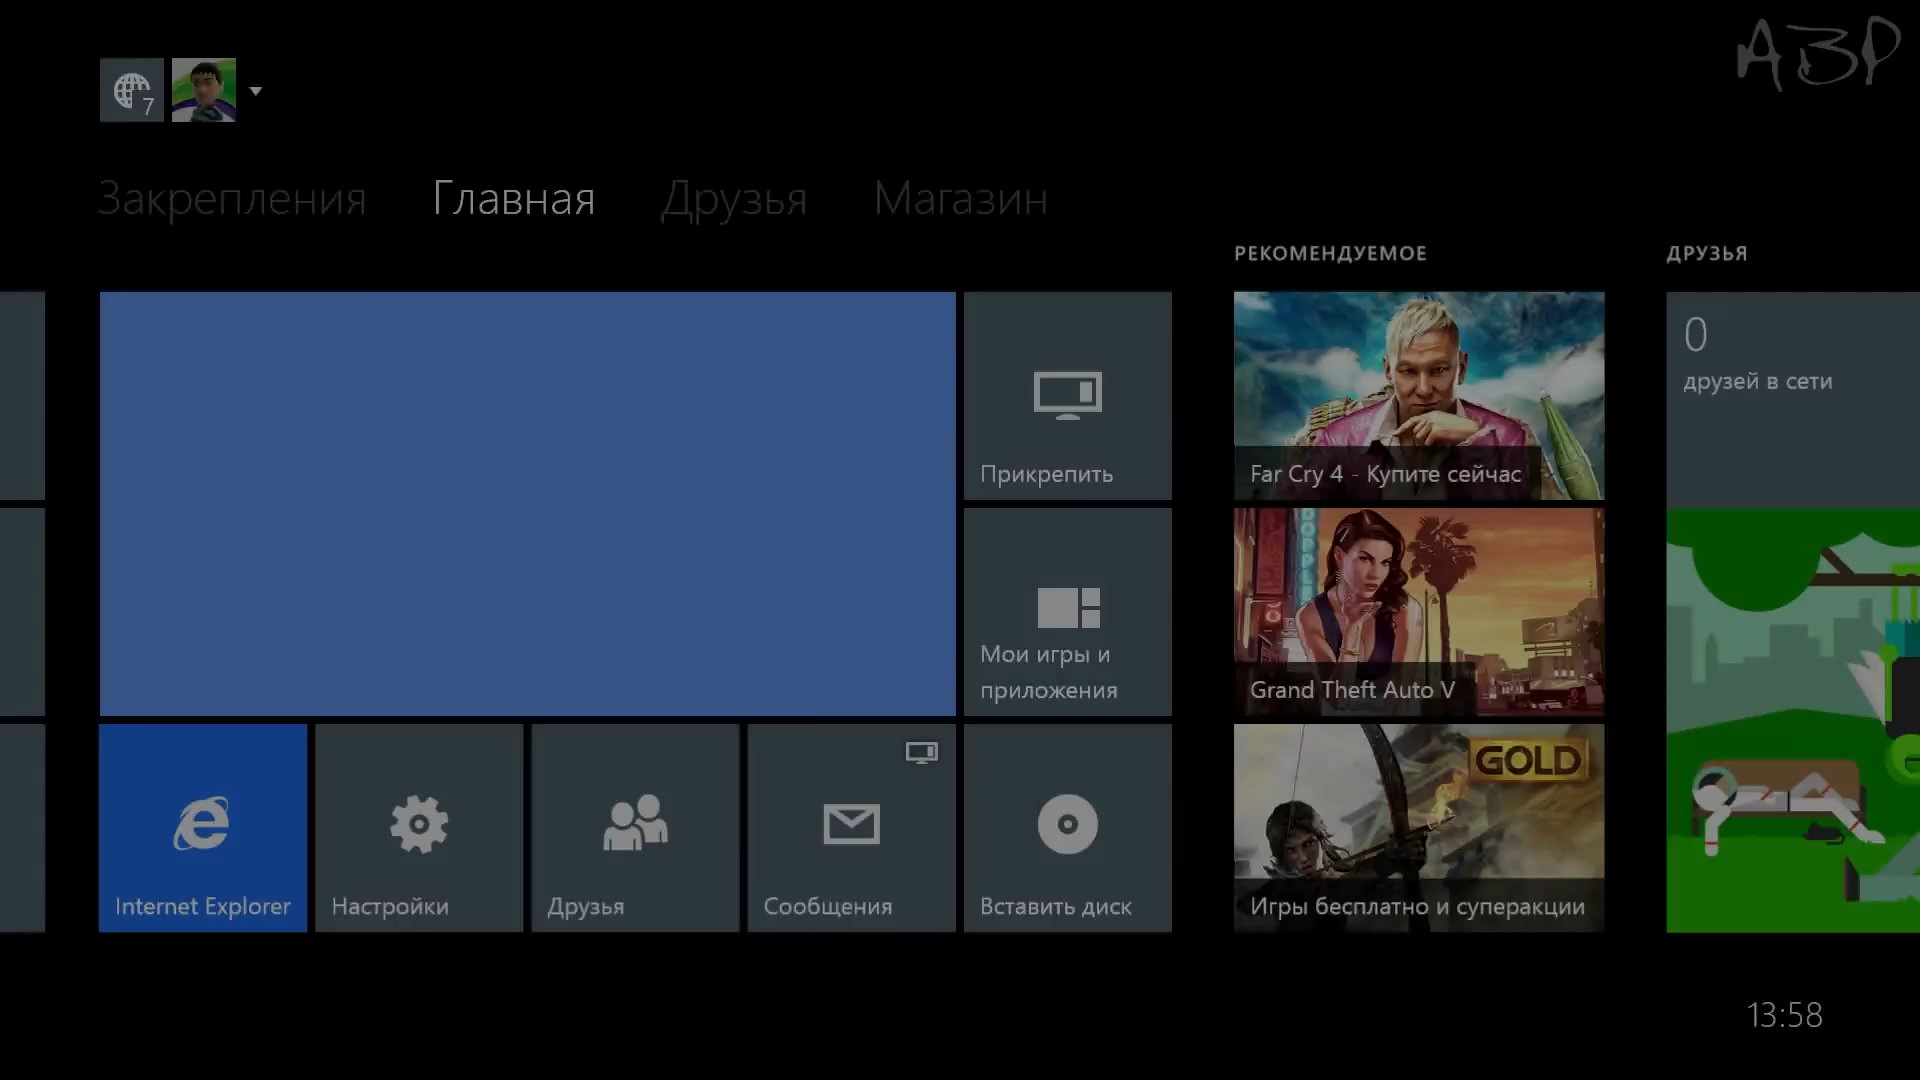 ABP
7
Закрепления
Главная
Друзья
Магазин
РЕКОМЕНДУЕМОЕ
ДРУЗЬЯ
0
друзей в сети
Прикрепить
Far Cry 4 - Купите сейчас
Мои игры и
приложения
Grand Theft Auto V
GOLD
Internet Explorer
Настройки
Друзья
Сообщения
Вставить диск
Игры бесплатно и суперакции
13:58